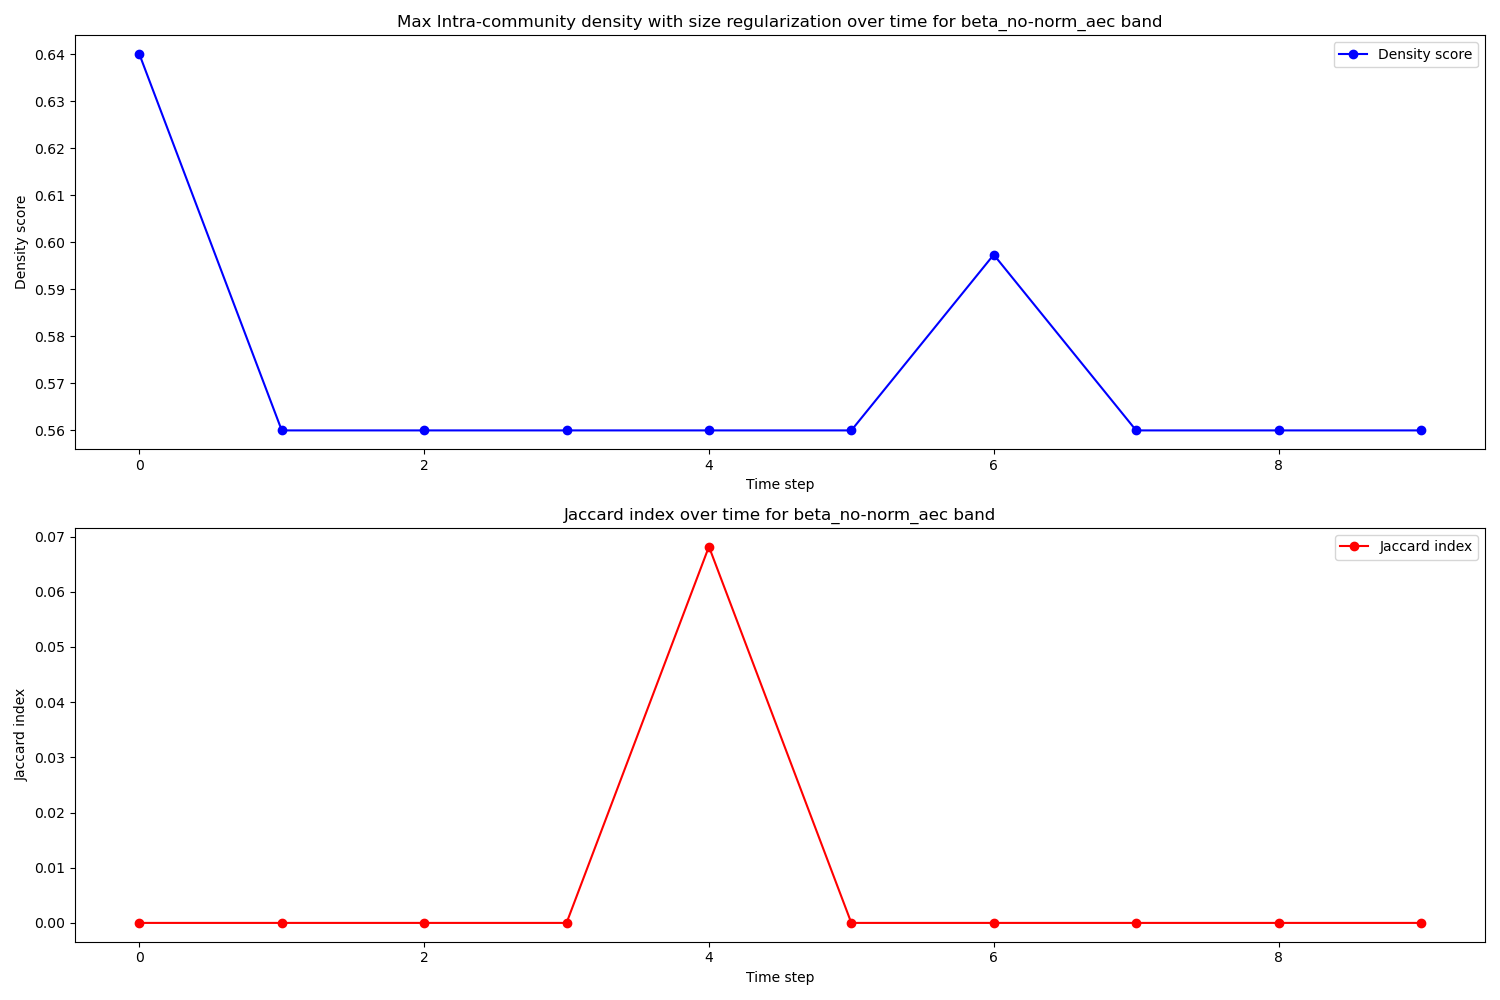 Max Intra-community density with size regularization over time for beta_no-norm_aec band
Density score
0.64
0.63
0.62
0.61
0.60
0.59
0.58
0.57
0.56
Density score
0 2 4 6 8
Time step
Jaccard index over time for beta_no-norm_aec band
Jaccard index
0.07
0.06
0.05
0.04
0.03
0.02
0.01
0.00
Jaccard index
0 2 4 6 8
Time step